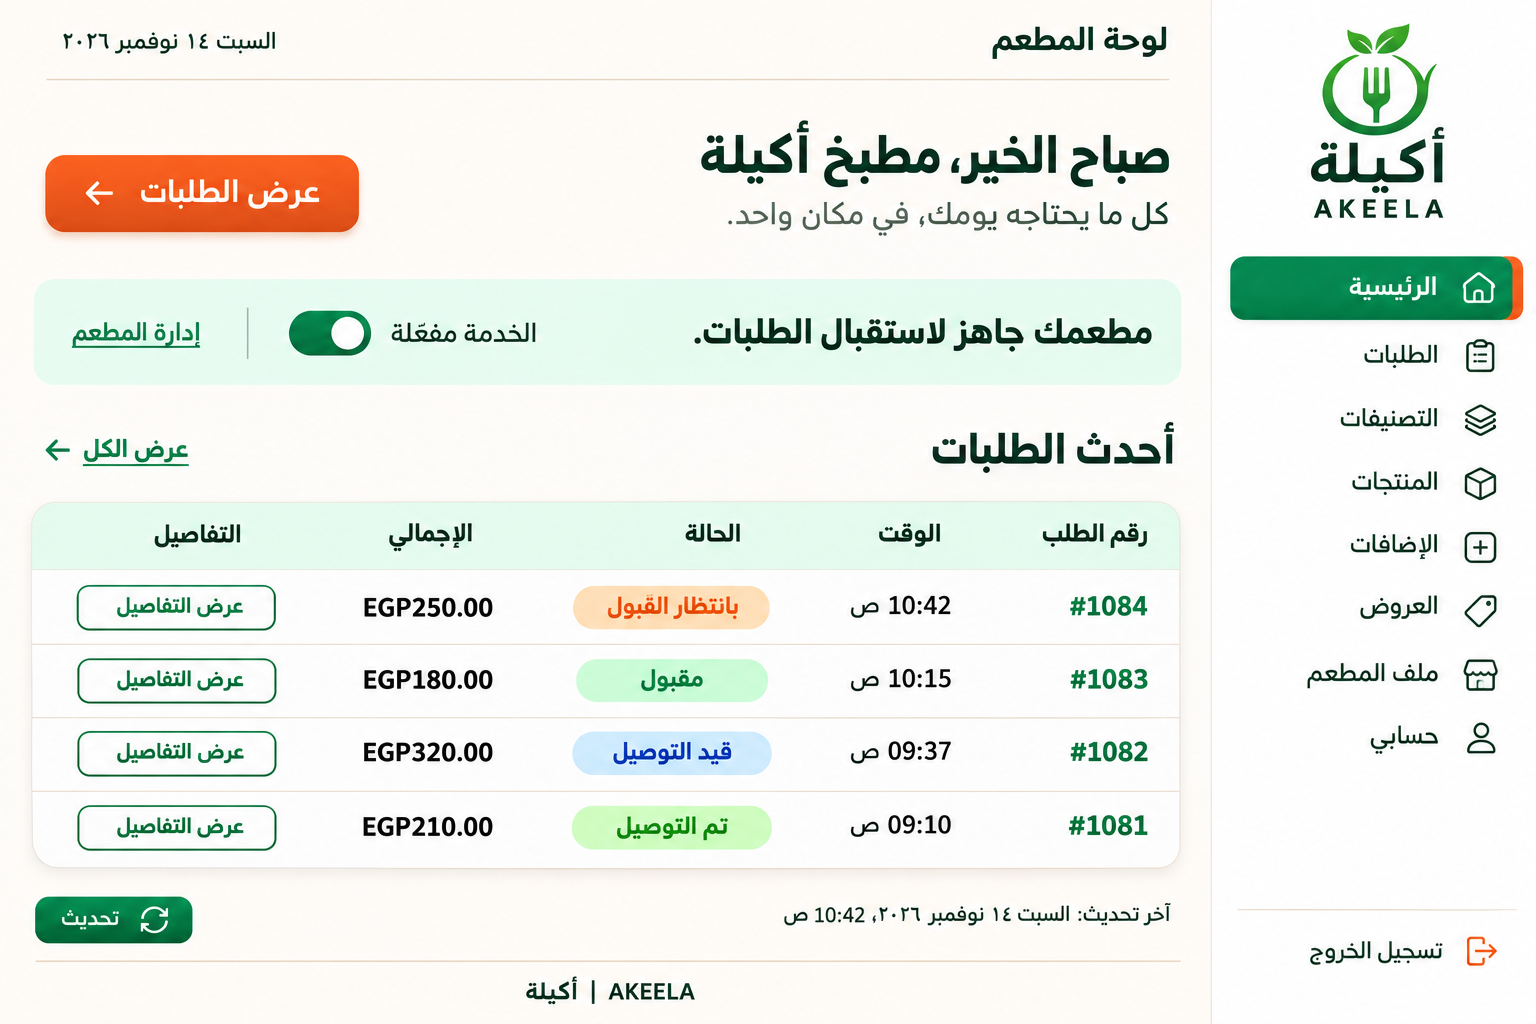 أكيلة
AKEELA
الرئيسية
الطلبات
التصنيفات
المنتجات
الإضافات
العروض
ملف المطعم
حسابي
تسجيل الخروج
لوحة المطعم
السبت ١٤ نوفمبر ٢٠٢٦
صباح الخير، مطبخ أكيلة
كل ما يحتاجه يومك، في مكان واحد.
عرض الطلبات
مطعمك جاهز لاستقبال الطلبات.
الخدمة مفعّلة
إدارة المطعم
أحدث الطلبات
عرض الكل
رقم الطلب الوقت الحالة الإجمالي التفاصيل
#1084 10:42 ص بانتظار القبول EGP250.00 عرض التفاصيل
#1083 10:15 ص مقبول EGP180.00 عرض التفاصيل
#1082 09:37 ص قيد التوصيل EGP320.00 عرض التفاصيل
#1081 09:10 ص تم التوصيل EGP210.00 عرض التفاصيل
آخر تحديث: السبت ١٤ نوفمبر ٢٠٢٦، 10:42 ص
تحديث
AKEELA | أكيلة